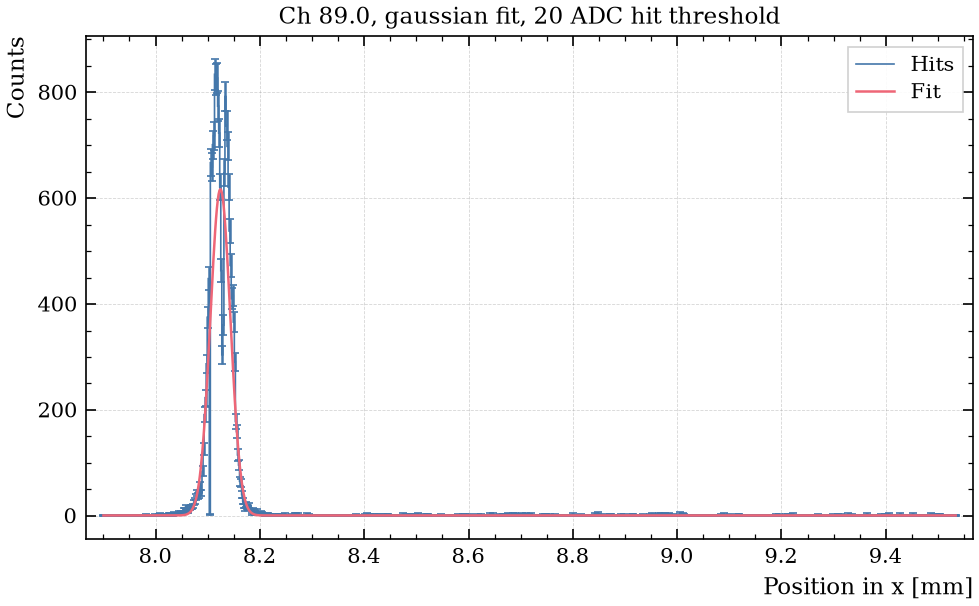 Ch 89.0, gaussian fit, 20 ADC hit threshold
Counts
Hits
Fit
800
600
400
200
0
8.0 8.2 8.4 8.6 8.8 9.0 9.2 9.4
Position in x [mm]